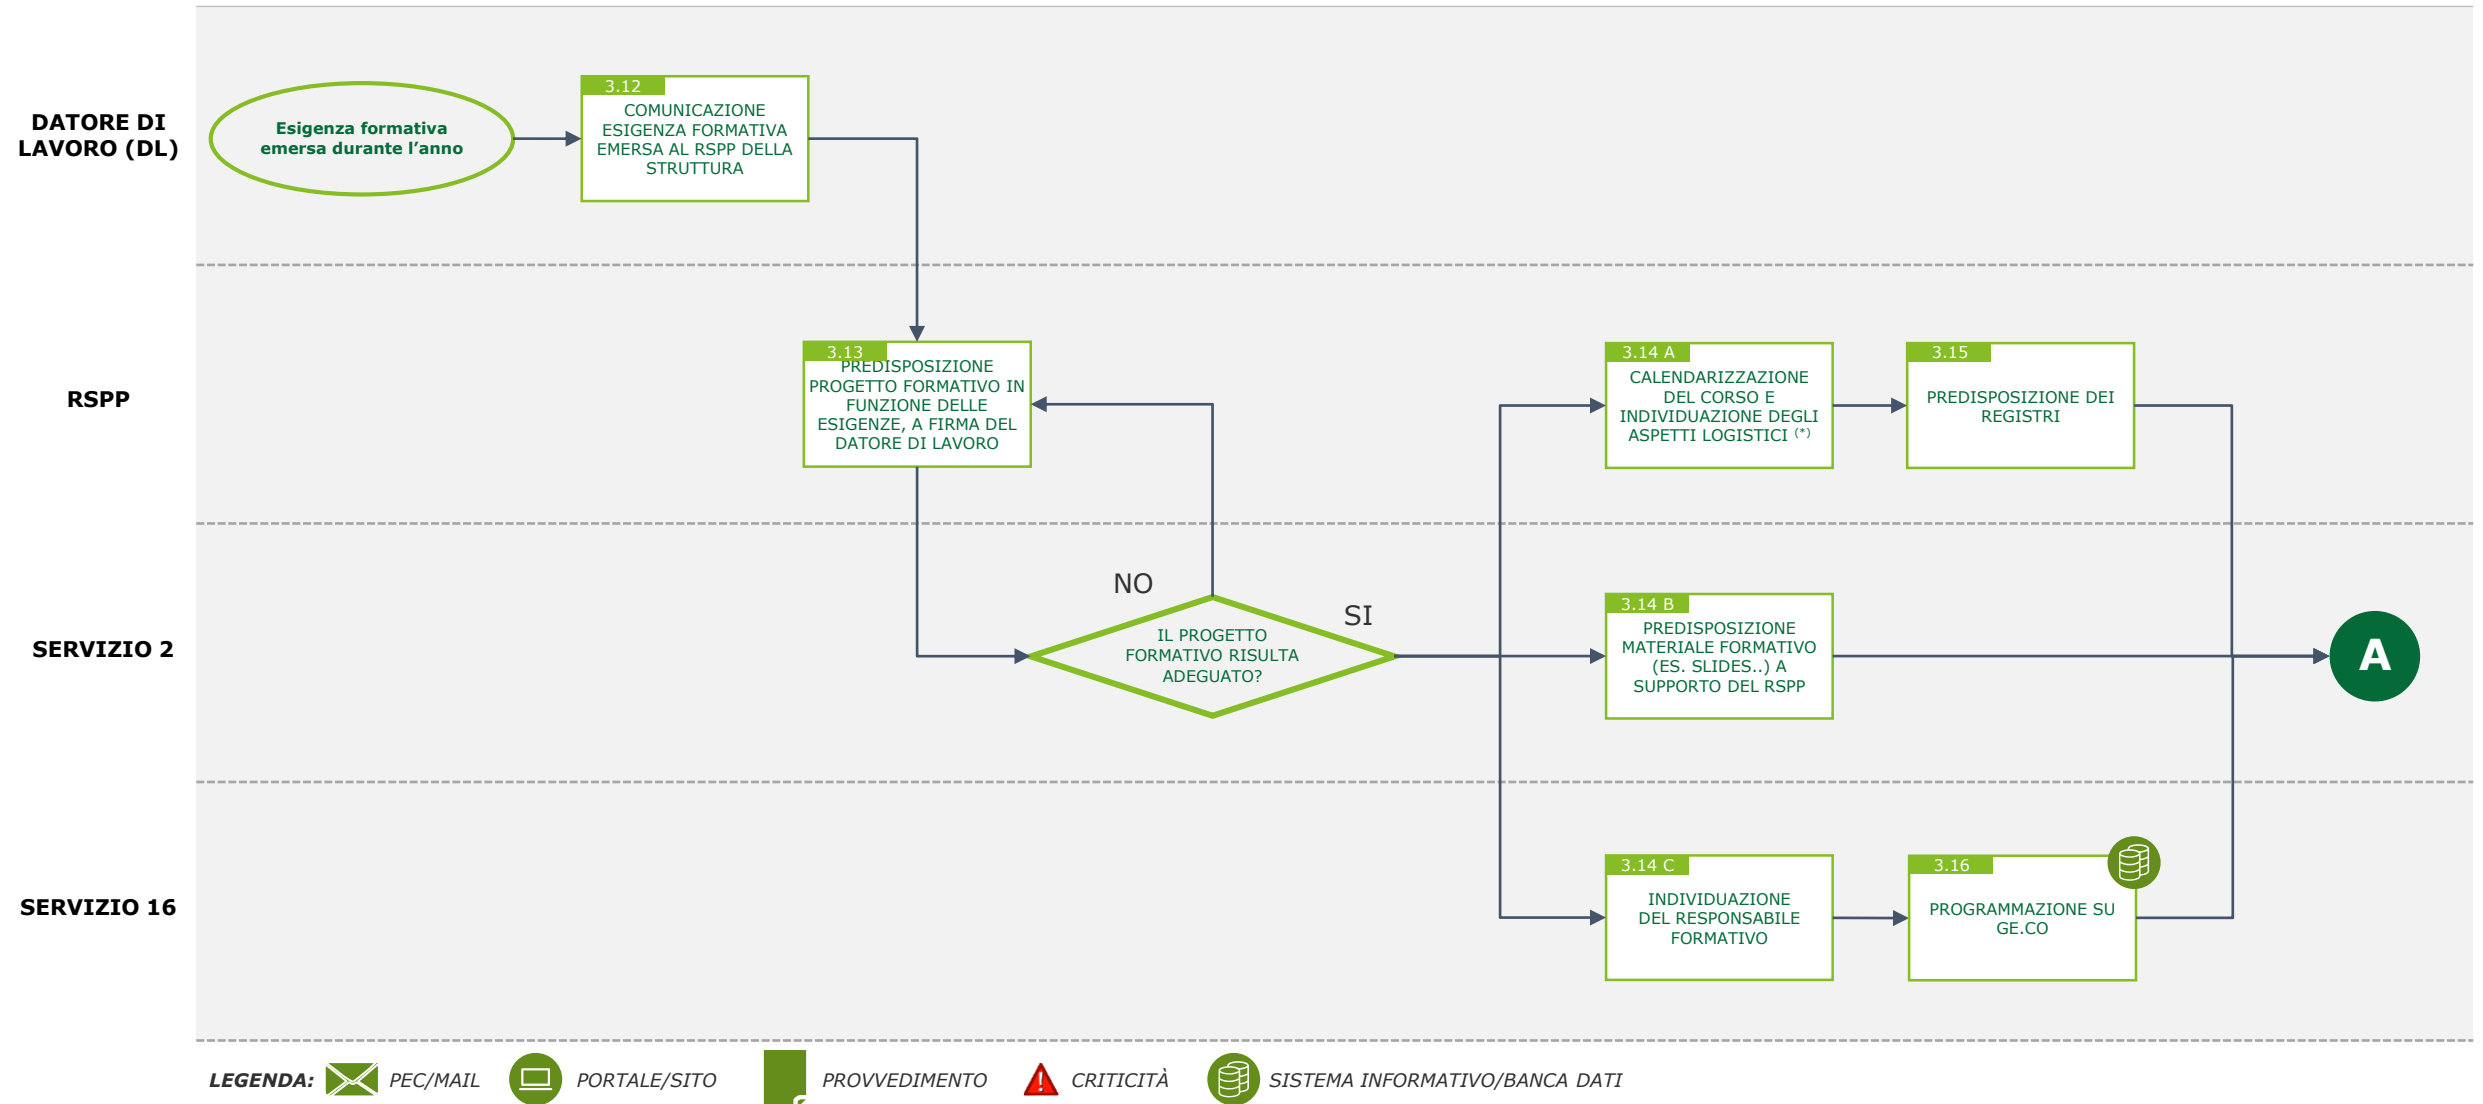 DATORE DI
LAVORO (DL)
Esigenza formativa
emersa durante l'anno
3.12
COMUNICAZIONE
ESIGENZA FORMATIVA
EMERSA AL RSPP DELLA
STRUTTURA
RSPP
3.13
PREDISPOSIZIONE
PROGETTO FORMATIVO IN
FUNZIONE DELLE
ESIGENZE, A FIRMA DEL
DATORE DI LAVORO
3.14 A
CALENDARIZZAZIONE
DEL CORSO E
INDIVIDUAZIONE DEGLI
ASPETTI LOGISTICI (*)
3.15
PREDISPOSIZIONE DEI
REGISTRI
SERVIZIO 2
NO
SI
IL PROGETTO
FORMATIVO RISULTA
ADEGUATO?
3.14 B
PREDISPOSIZIONE
MATERIALE FORMATIVO
(ES. SLIDES..) A
SUPPORTO DEL RSPP
A
SERVIZIO 16
3.14 C
INDIVIDUAZIONE
DEL RESPONSABILE
FORMATIVO
3.16
PROGRAMMAZIONE SU
GE.CO
LEGENDA: PEC/MAIL PORTALE/SITO PROVVEDIMENTO CRITICITÀ SISTEMA INFORMATIVO/BANCA DATI